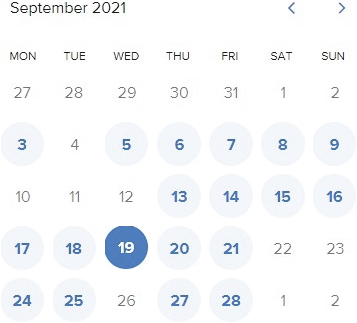 September 2021
MON TUE WED THU FRI SAT SUN
27 28 29 30 31 1 2
3 4 5 6 7 8 9
10 11 12 13 14 15 16
17 18 19 20 21 22 23
24 25 26 27 28 1 2